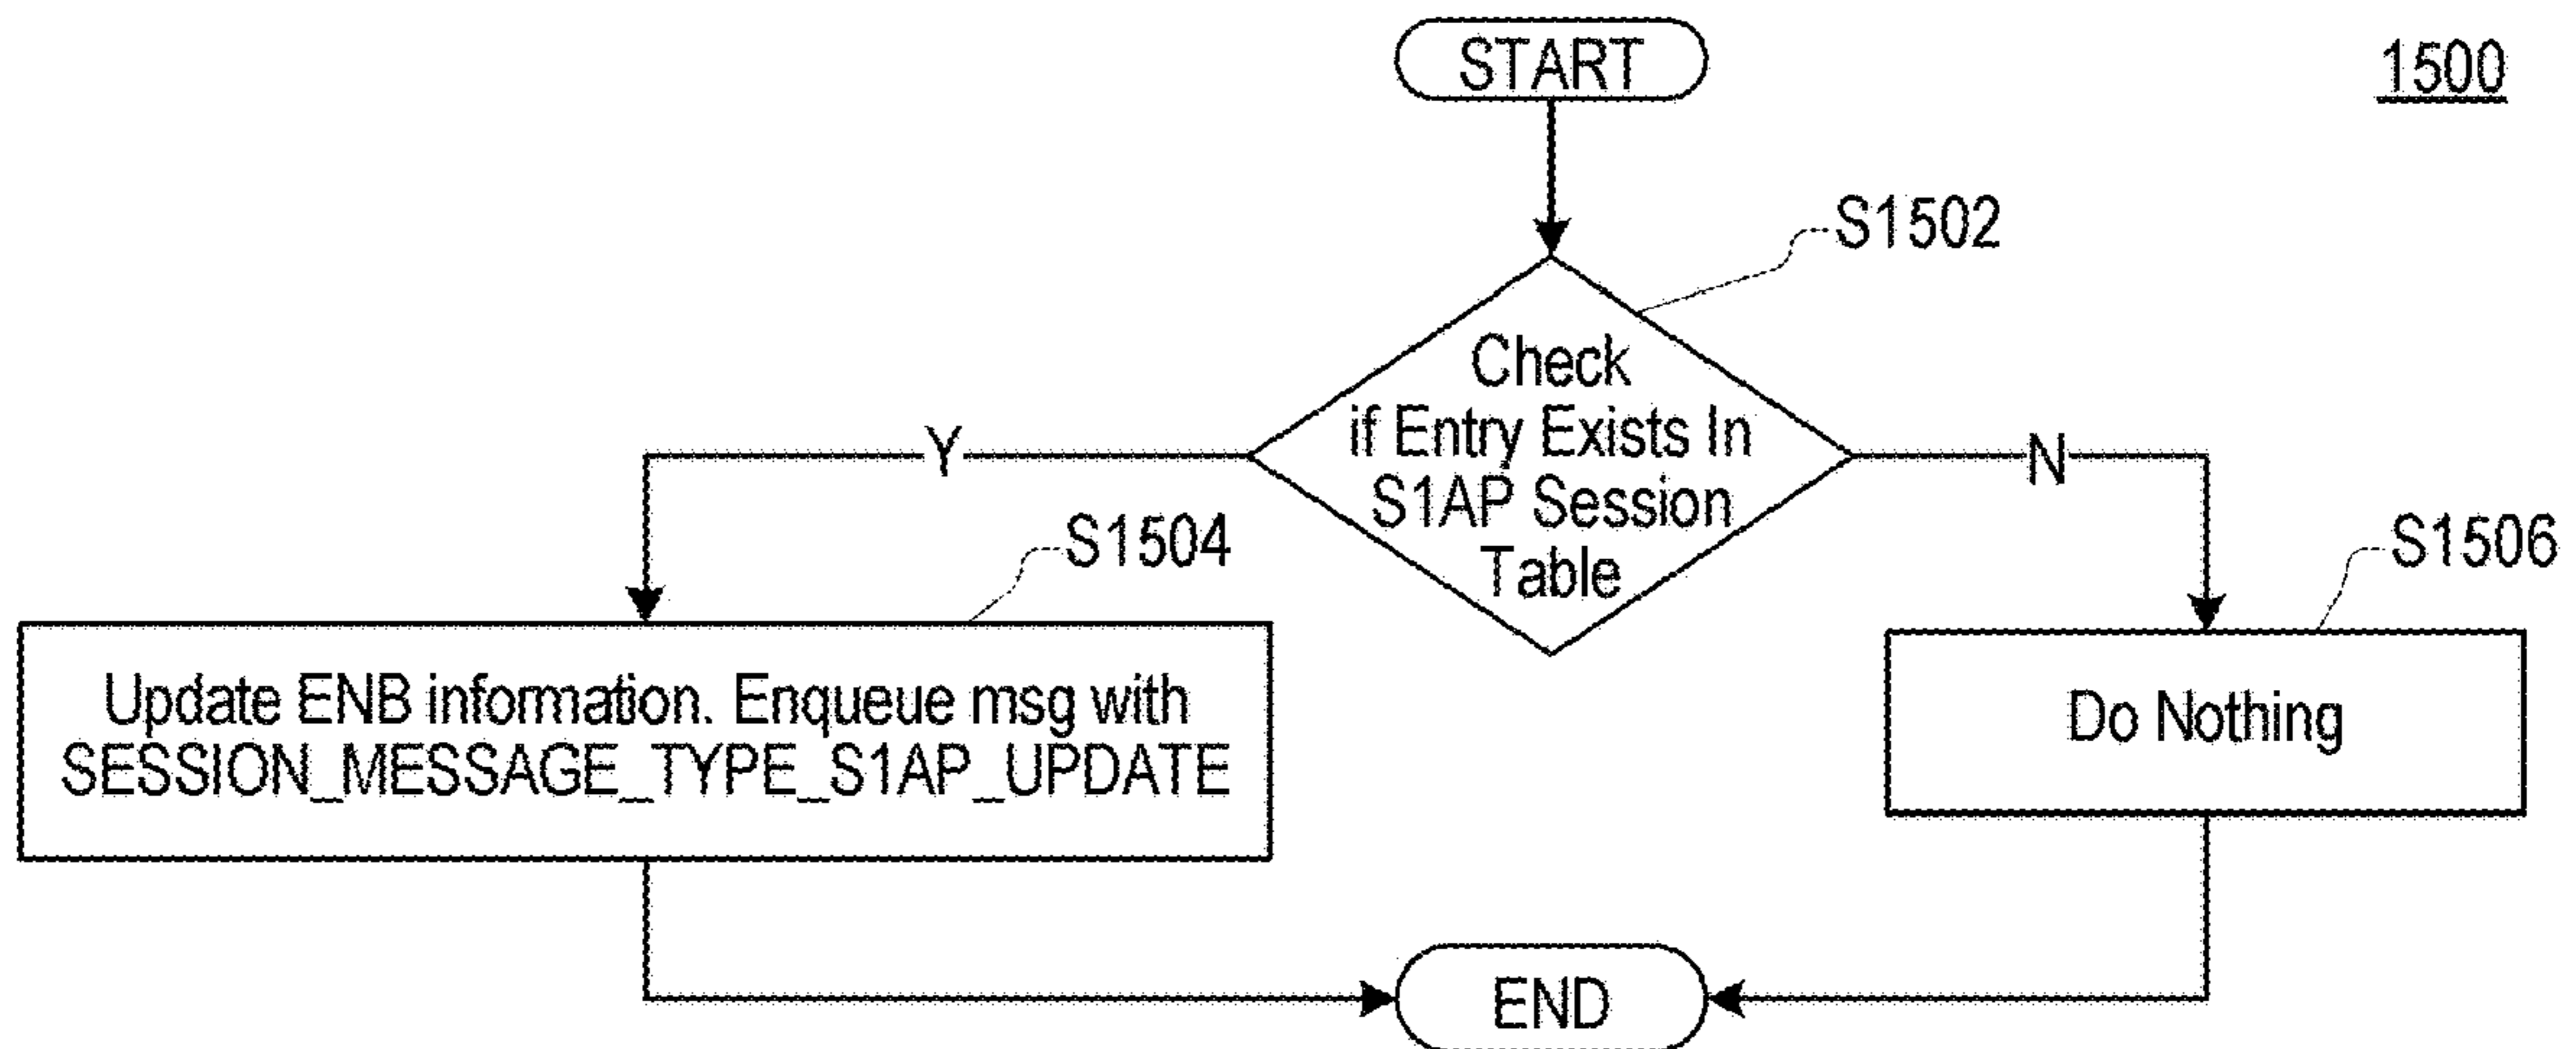 START
1500
S1502
Check
if Entry Exists In
S1AP Session
Table
Y
N
S1504
S1506
Update ENB information. Enqueue msg with
SESSION_MESSAGE_TYPE_S1AP_UPDATE
Do Nothing
END